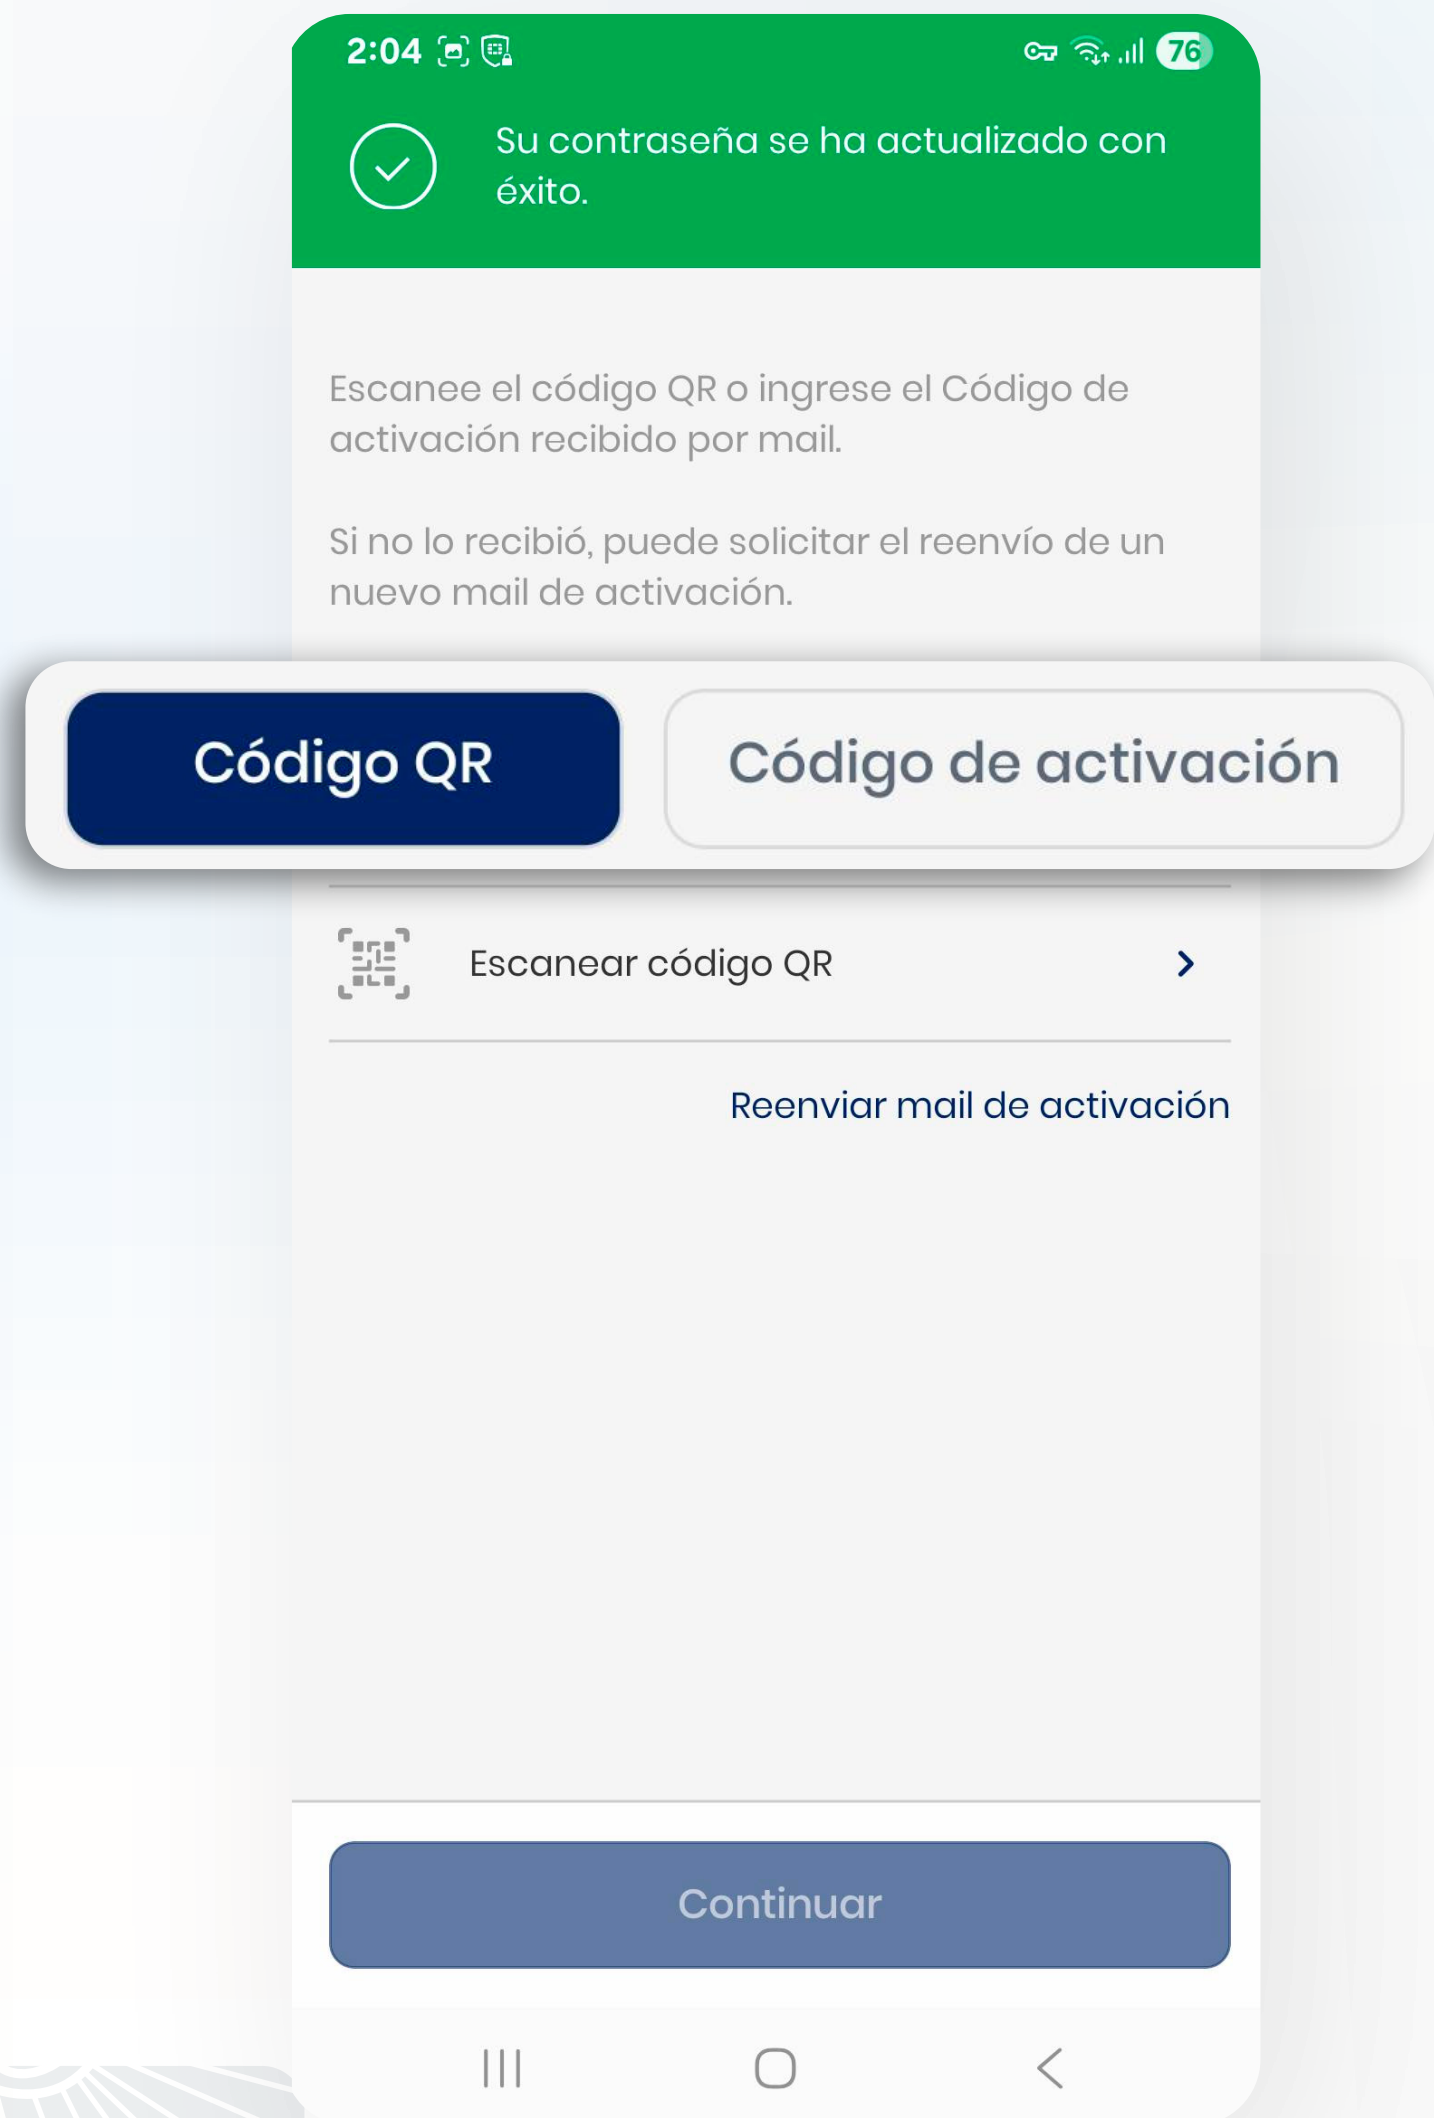 2:04
76
Su contraseña se ha actualizado con
éxito.
Escanee el código QR o ingrese el Código de
activación recibido por mail.
Si no lo recibió, puede solicitar el reenvío de un
nuevo mail de activación.
Código QR
Código de activación
Escanear código QR
Reenviar mail de activación
Continuar